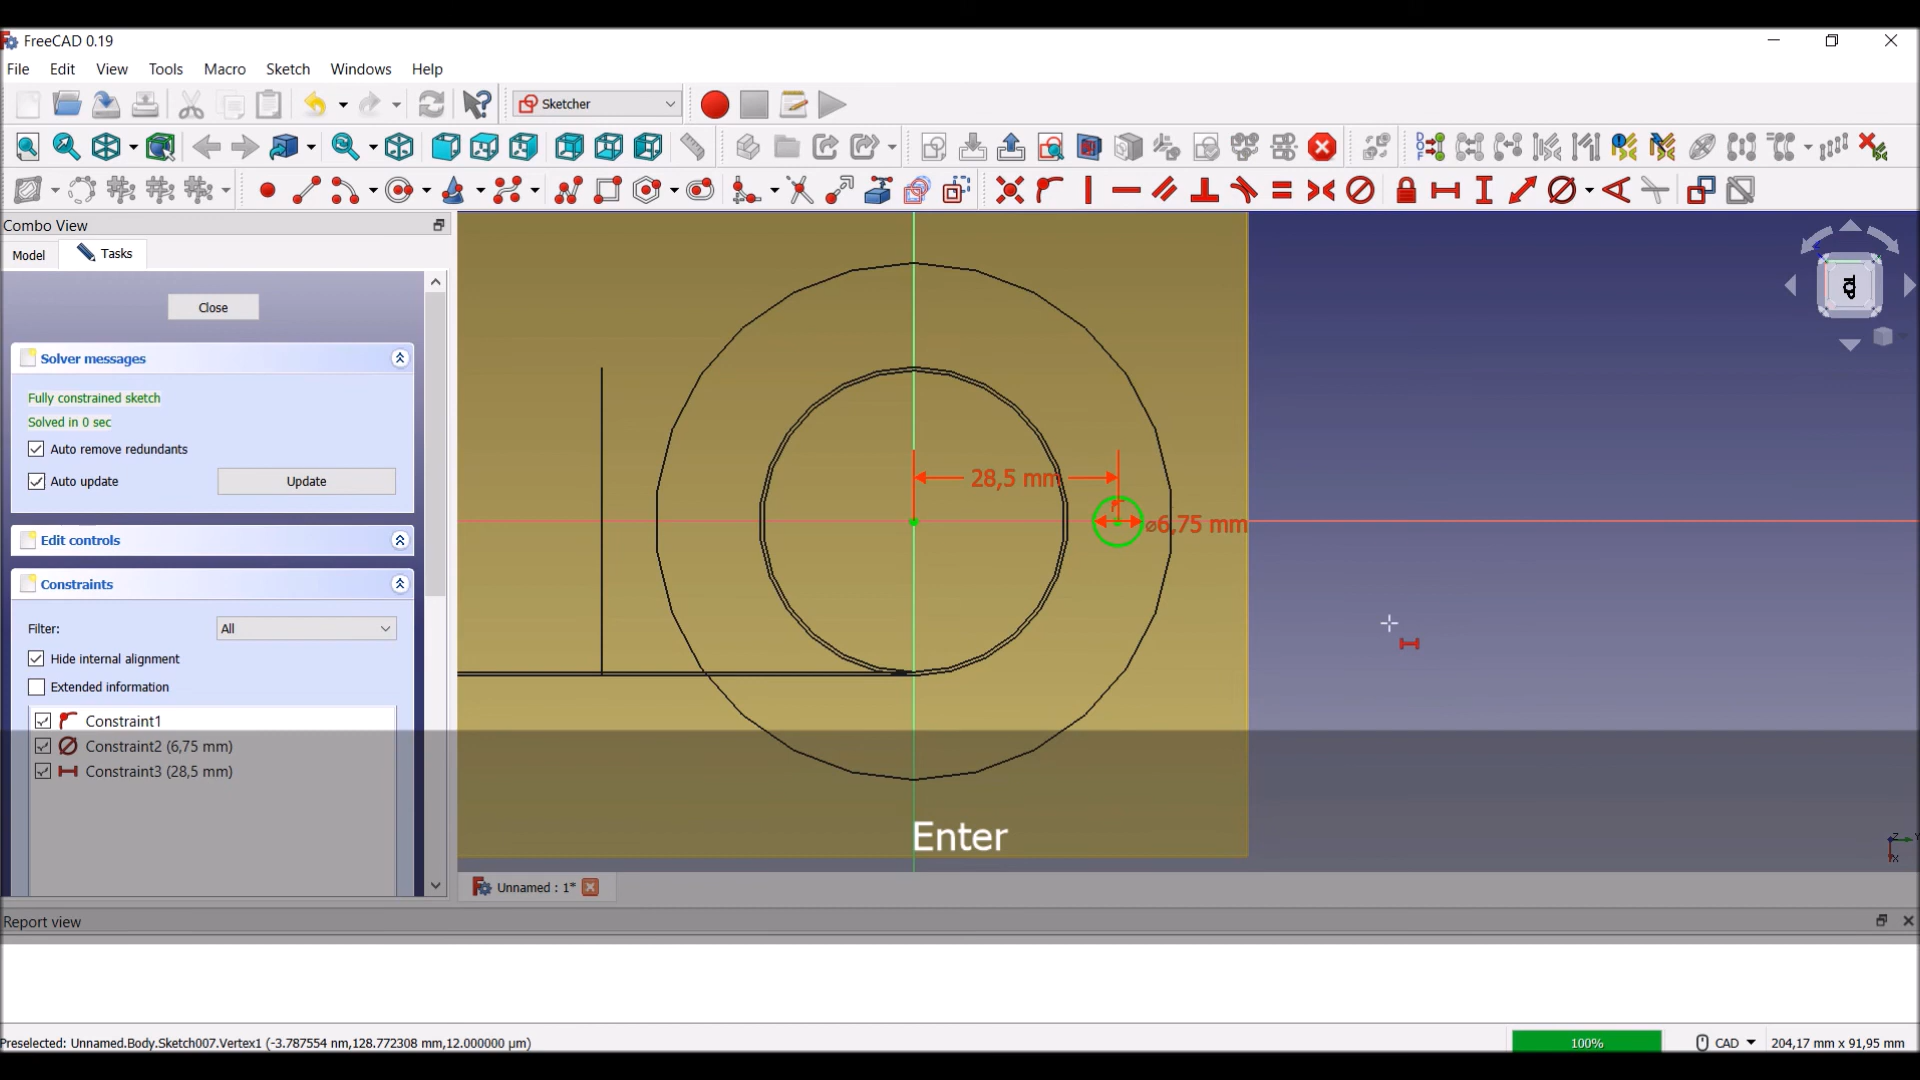 FreeCAD 0.19
File Edit View Tools Macro Sketch Windows Help
Sketcher
Combo View
Model Tasks
Close
Solver messages
Fully constrained sketch
Solved in 0 sec
Auto remove redundants
Auto update Update
Edit controls
Constraints
Filter: All
Hide internal alignment
Extended information
Constraint1
Constraint2 (6,75 mm)
Constraint3 (28,5 mm)
28,5 mm
⌀6,75 mm
TOP
Enter
Unnamed : 1*
Report view
Preselected: Unnamed.Body.Sketch007.Vertex1 (-3.787554 nm,128.772308 mm,12.000000 µm)
100% CAD 204,17 mm x 91,95 mm